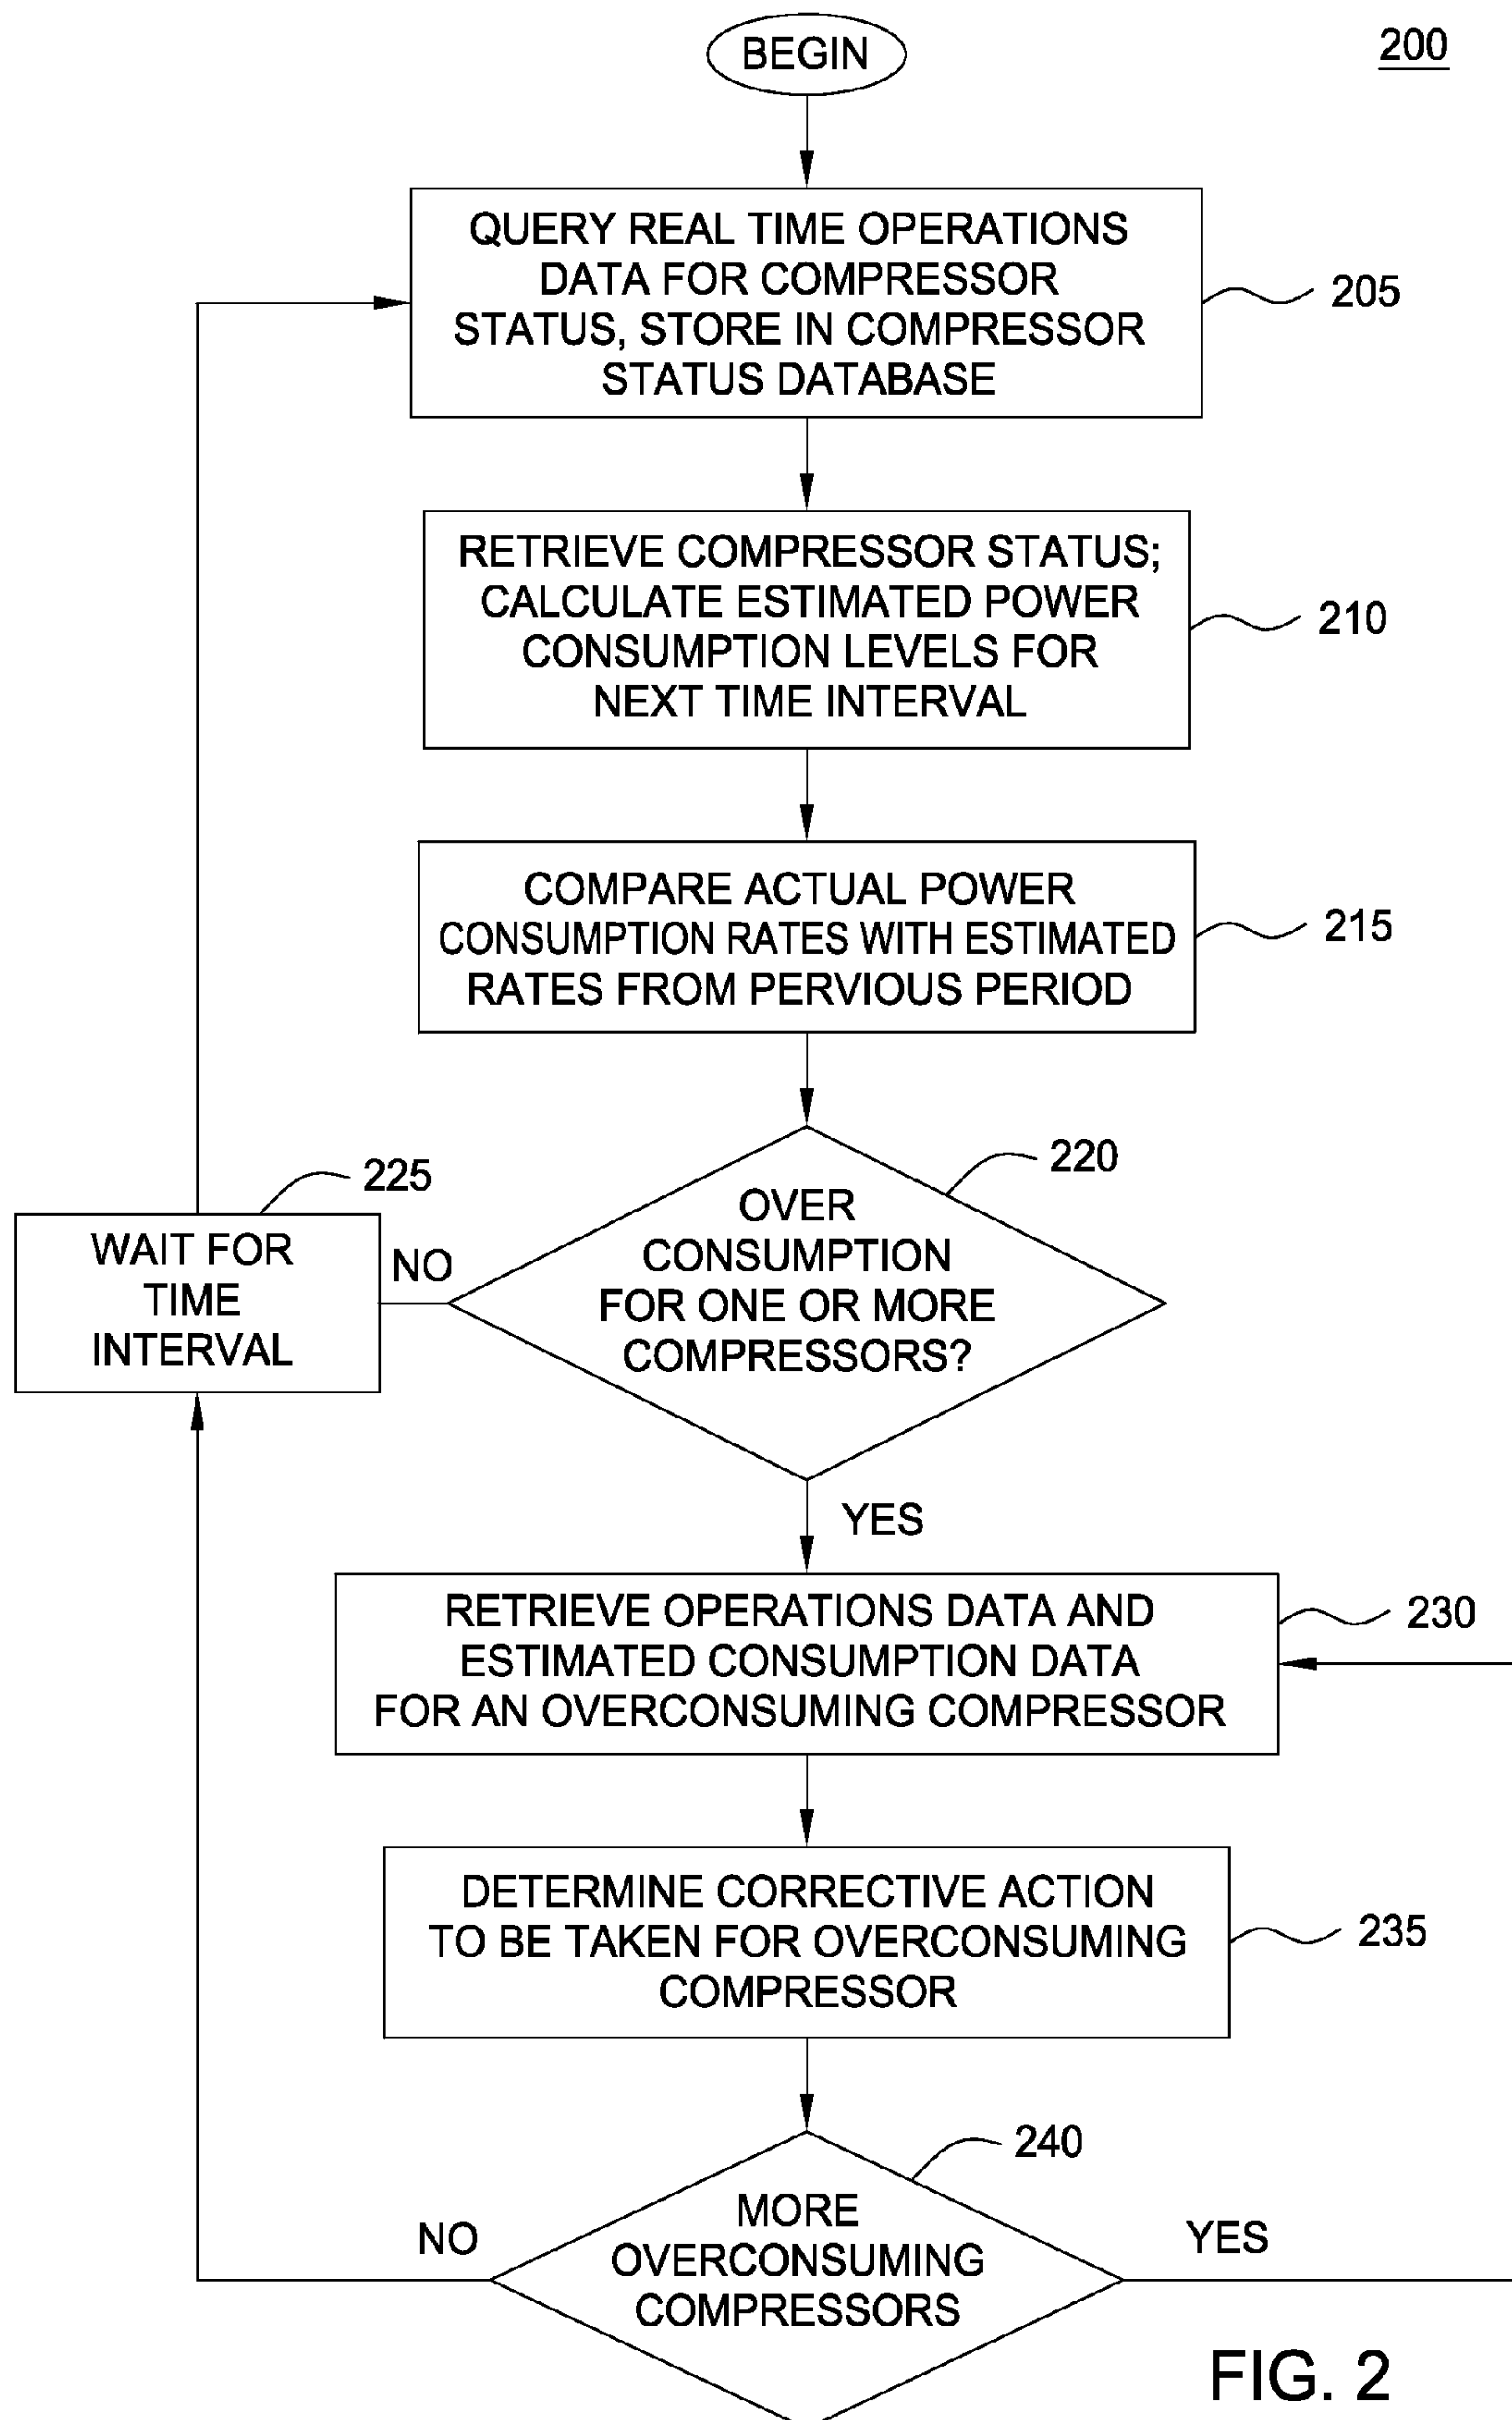 BEGIN
200
QUERY REAL TIME OPERATIONS
DATA FOR COMPRESSOR
STATUS, STORE IN COMPRESSOR
STATUS DATABASE
205
RETRIEVE COMPRESSOR STATUS;
CALCULATE ESTIMATED POWER
CONSUMPTION LEVELS FOR
NEXT TIME INTERVAL
210
COMPARE ACTUAL POWER
CONSUMPTION RATES WITH ESTIMATED
RATES FROM PERVIOUS PERIOD
215
OVER
CONSUMPTION
FOR ONE OR MORE
COMPRESSORS?
220
NO
225
WAIT FOR
TIME
INTERVAL
YES
RETRIEVE OPERATIONS DATA AND
ESTIMATED CONSUMPTION DATA
FOR AN OVERCONSUMING COMPRESSOR
230
DETERMINE CORRECTIVE ACTION
TO BE TAKEN FOR OVERCONSUMING
COMPRESSOR
235
MORE
OVERCONSUMING
COMPRESSORS
240
NO
YES
FIG. 2